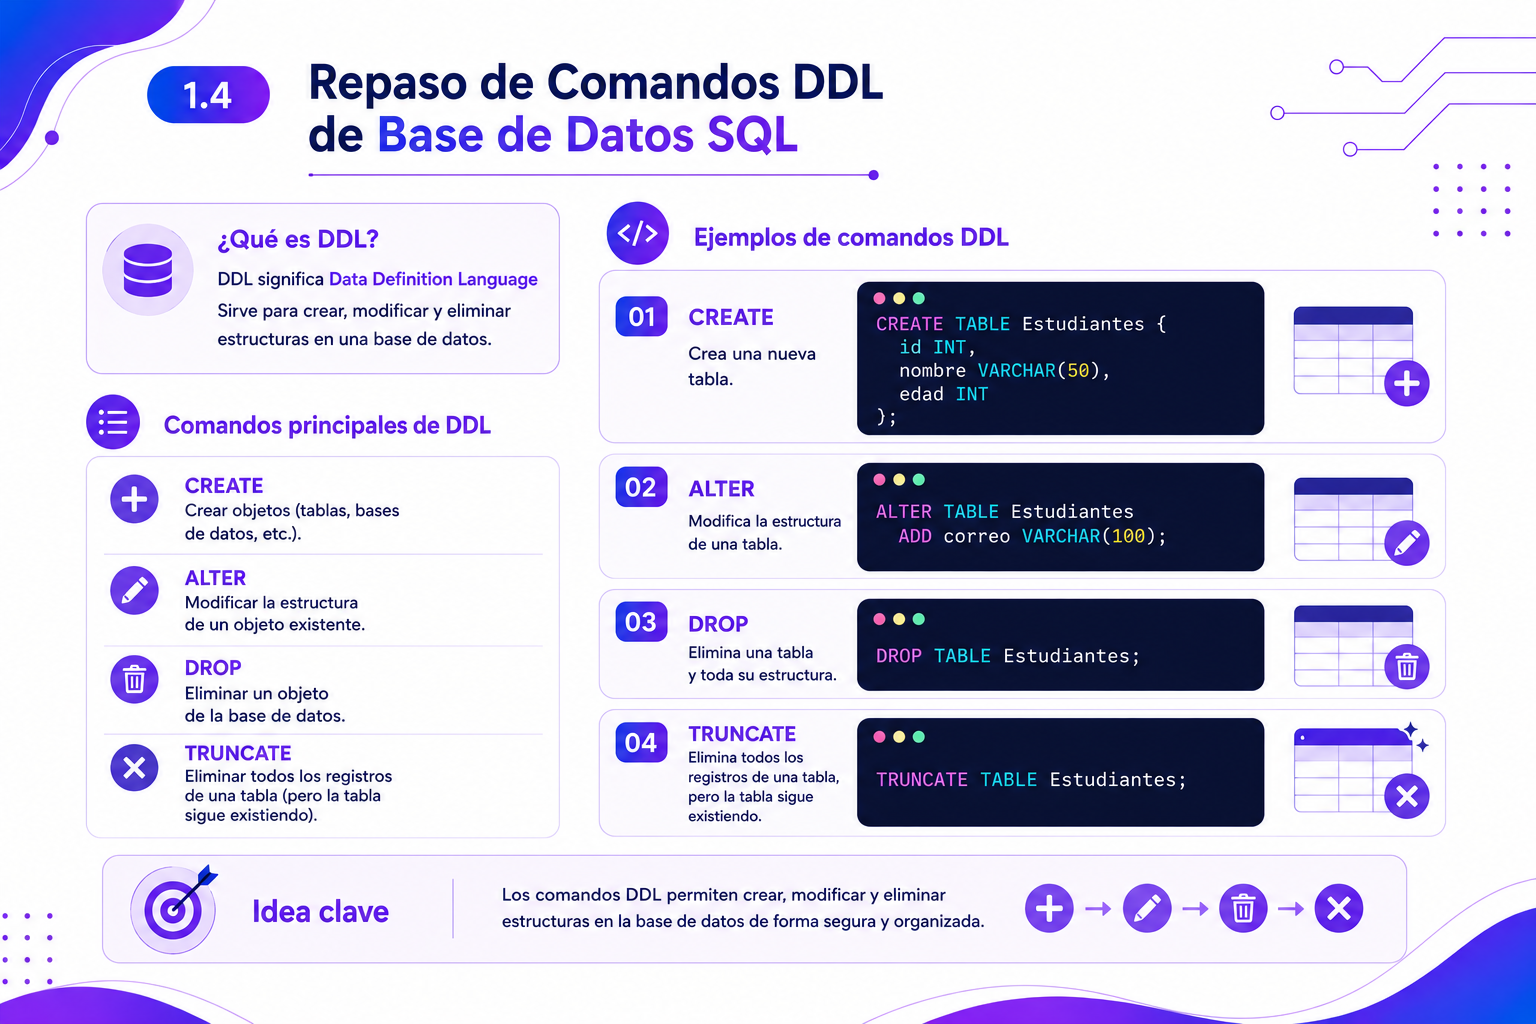 1.4
Repaso de Comandos DDL
de Base de Datos SQL
¿Qué es DDL?
DDL significa Data Definition Language
Sirve para crear, modificar y eliminar
estructuras en una base de datos.
Comandos principales de DDL
CREATE
Crear objetos (tablas, bases
de datos, etc.).
ALTER
Modificar la estructura
de un objeto existente.
DROP
Eliminar un objeto
de la base de datos.
TRUNCATE
Eliminar todos los registros
de una tabla (pero la tabla
sigue existiendo).
</>
Ejemplos de comandos DDL
01
CREATE
Crea una nueva
tabla.
CREATE TABLE Estudiantes {
id INT,
nombre VARCHAR(50),
edad INT
};
02
ALTER
Modifica la estructura
de una tabla.
ALTER TABLE Estudiantes
ADD correo VARCHAR(100);
03
DROP
Elimina una tabla
y toda su estructura.
DROP TABLE Estudiantes;
04
TRUNCATE
Elimina todos los
registros de una tabla,
pero la tabla sigue
existiendo.
TRUNCATE TABLE Estudiantes;
Idea clave
Los comandos DDL permiten crear, modificar y eliminar
estructuras en la base de datos de forma segura y organizada.